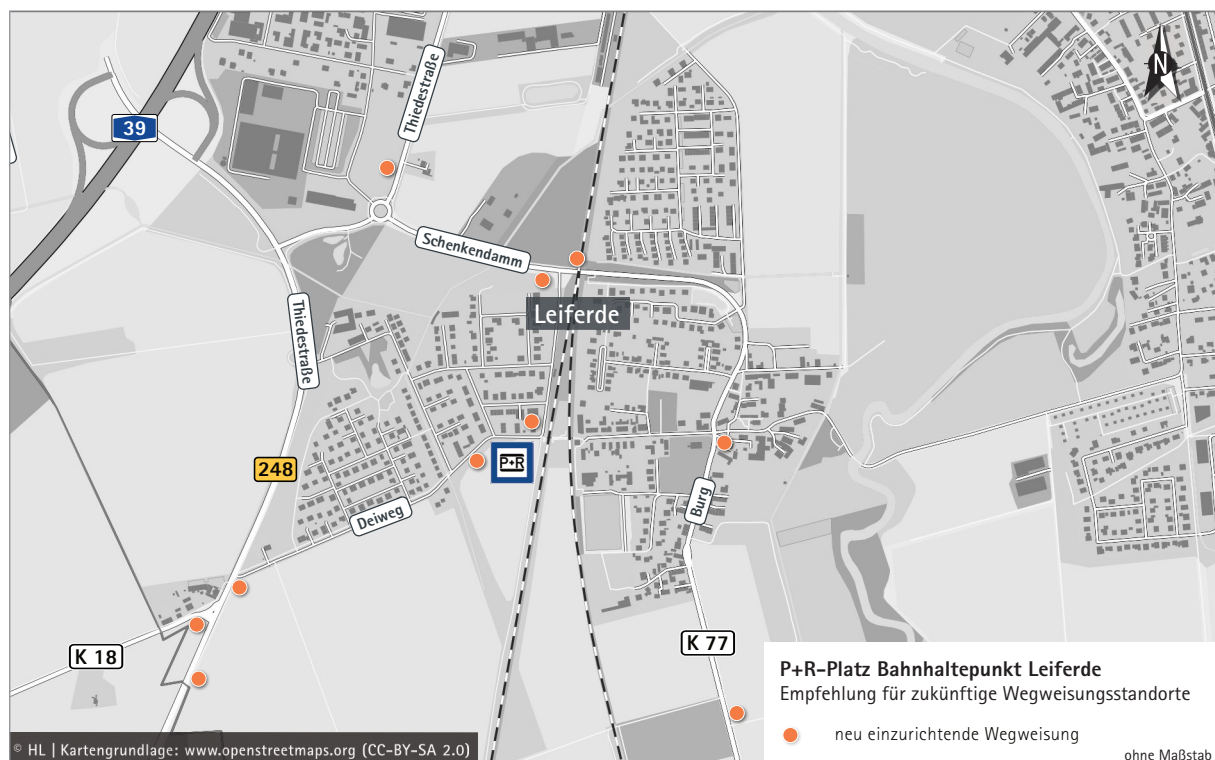 Thiedestraße
N
39
Schenkendamm
Leiferde
Thiedestraße
P+R
248
Deiweg
Burg
K 18
K 77
P+R-Platz Bahnhaltepunkt Leiferde
Empfehlung für zukünftige Wegweisungsstandorte
neu einzurichtende Wegweisung
© HL | Kartengrundlage: www.openstreetmaps.org (CC-BY-SA 2.0)
ohne Maßstab